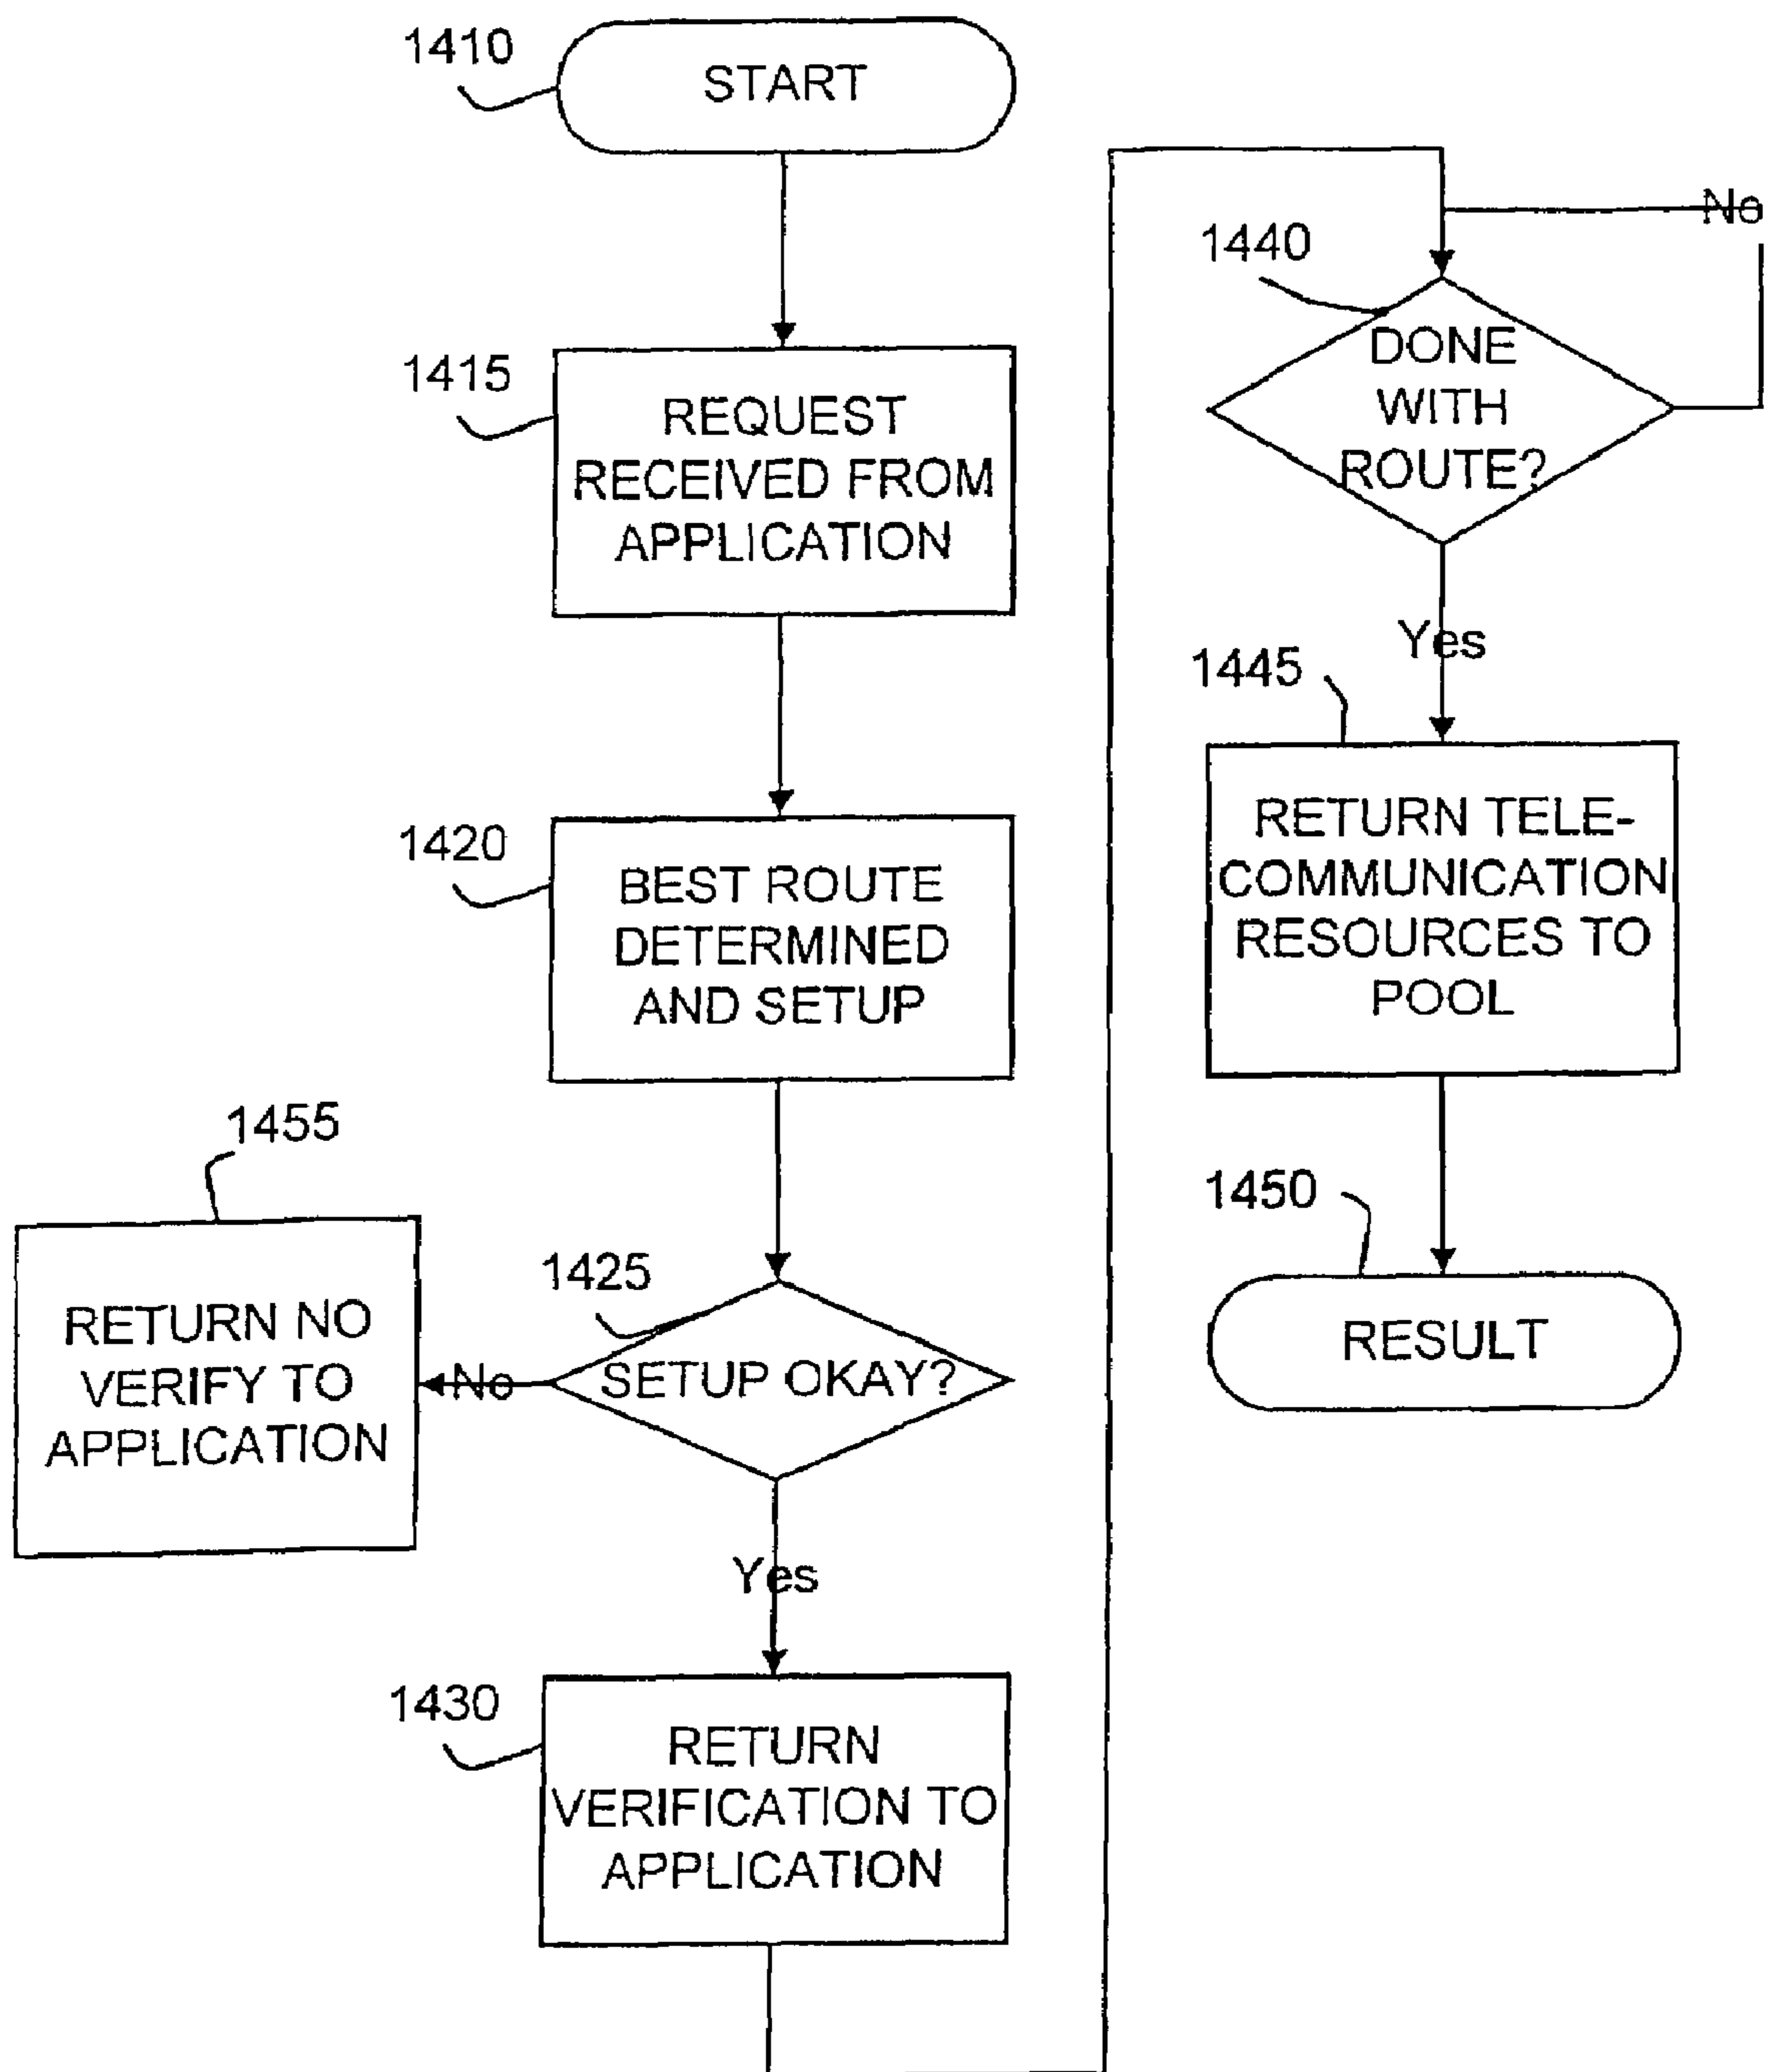 1410
START
1415
REQUEST
RECEIVED FROM
APPLICATION
1420
BEST ROUTE
DETERMINED
AND SETUP
1455
RETURN NO
VERIFY TO
APPLICATION
1425
SETUP OKAY?
No
Yes
1430
RETURN
VERIFICATION TO
APPLICATION
No
1440
DONE
WITH
ROUTE?
Yes
1445
RETURN TELE-
COMMUNICATION
RESOURCES TO
POOL
1450
RESULT